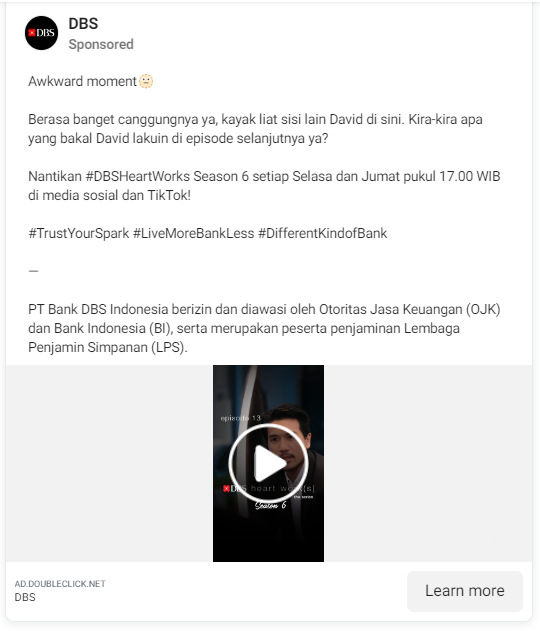 DBS
DBS
Sponsored
Awkward moment🫠
Berasa banget canggungnya ya, kayak liat sisi lain David di sini. Kira-kira apa
yang bakal David lakuin di episode selanjutnya ya?
Nantikan #DBSHeartWorks Season 6 setiap Selasa dan Jumat pukul 17.00 WIB
di media sosial dan TikTok!
#TrustYourSpark #LiveMoreBankLess #DifferentKindofBank
—
PT Bank DBS Indonesia berizin dan diawasi oleh Otoritas Jasa Keuangan (OJK)
dan Bank Indonesia (BI), serta merupakan peserta penjaminan Lembaga
Penjamin Simpanan (LPS).
episode 13
DBS heart work(s)
the series
Season 6
AD.DOUBLECLICK.NET
DBS
Learn more